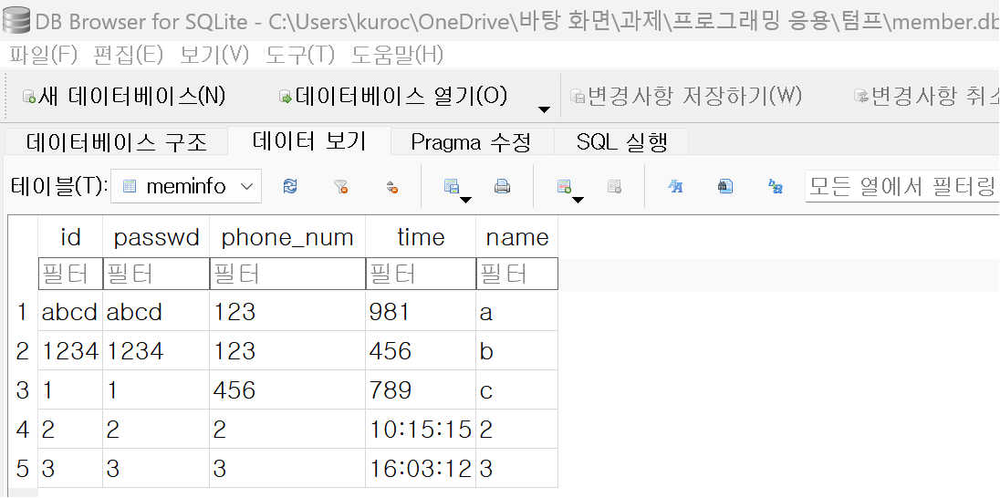 DB Browser for SQLite - C:\Users\kuroc\OneDrive\바탕 화면\과제\프로그래밍 응용\텀프\member.db
파일(F) 편집(E) 보기(V) 도구(T) 도움말(H)
새 데이터베이스(N) 데이터베이스 열기(O) 변경사항 저장하기(W) 변경사항 취소
데이터베이스 구조 데이터 보기 Pragma 수정 SQL 실행
테이블(T): meminfo 모든 열에서 필터링
id passwd phone_num time name
필터 필터 필터 필터 필터
1 abcd abcd 123 981 a
2 1234 1234 123 456 b
3 1 1 456 789 c
4 2 2 2 10:15:15 2
5 3 3 3 16:03:12 3